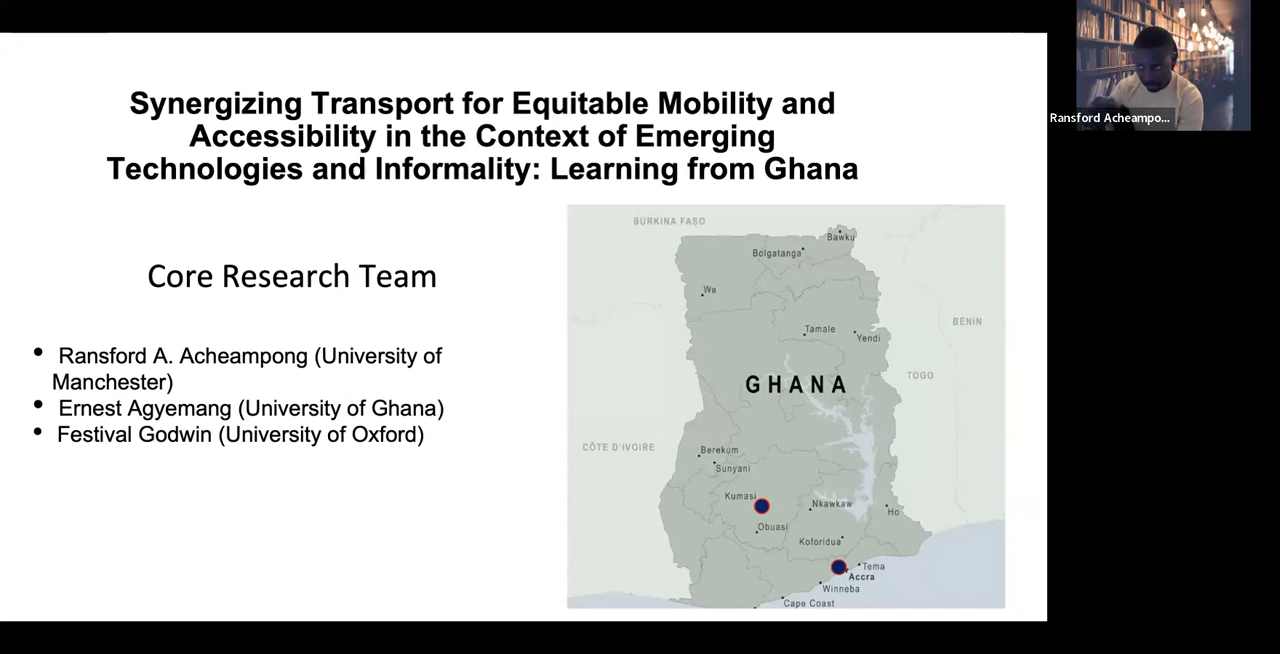 Synergizing Transport for Equitable Mobility and
Accessibility in the Context of Emerging
Technologies and Informality: Learning from Ghana
Ransford Acheampo...
Core Research Team
• Ransford A. Acheampong (University of
Manchester)
• Ernest Agyemang (University of Ghana)
• Festival Godwin (University of Oxford)
BURKINA FASO
Bawku
Bolgatanga
Wa
BENIN
Tamale
Yendi
TOGO
GHANA
CÔTE D'IVOIRE
Berekum
Sunyani
Kumasi
Nkawkaw
Ho
Obuasi
Koforidua
Tema
Accra
Winneba
Cape Coast